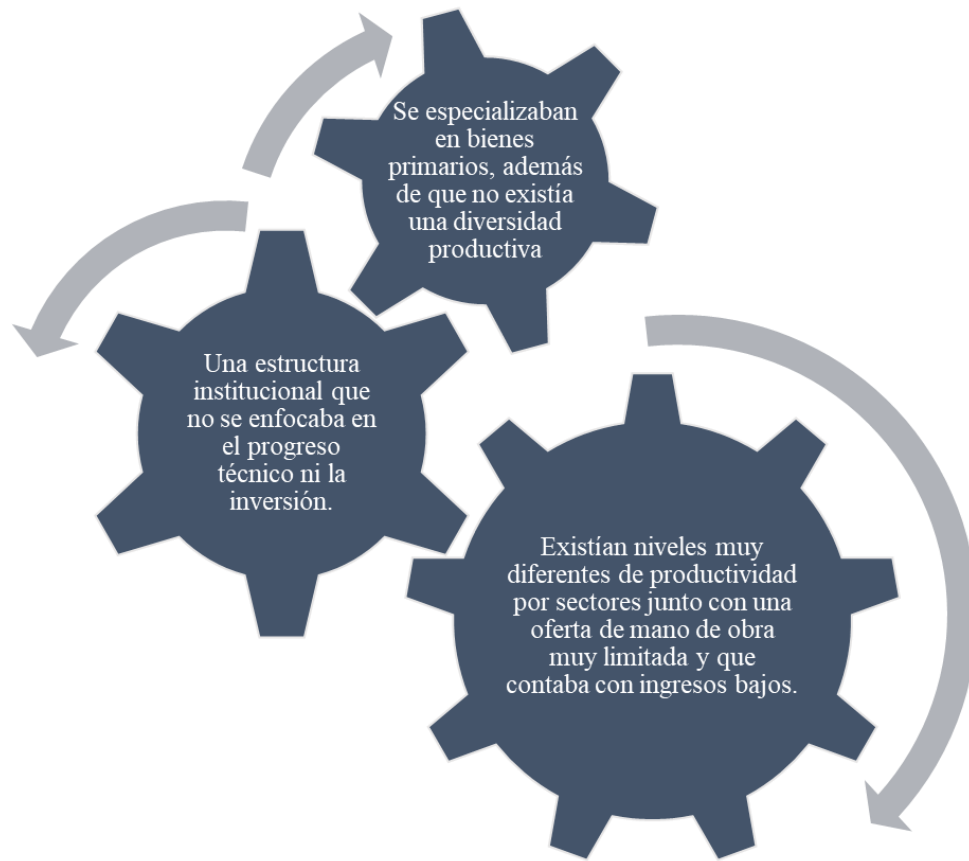 Se especializaban
en bienes
primarios, además
de que no existía
una diversidad
productiva
Una estructura
institucional que
no se enfocaba en
el progreso
técnico ni la
inversión.
Existían niveles muy
diferentes de productividad
por sectores junto con una
oferta de mano de obra
muy limitada y que
contaba con ingresos bajos.